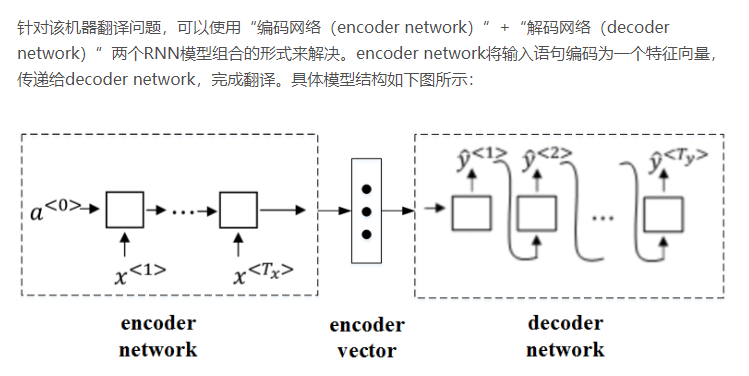 针对该机器翻译问题，可以使用“编码网络（encoder network）”+“解码网络（decoder
network）”两个RNN模型组合的形式来解决。encoder network将输入语句编码为一个特征向量，
传递给decoder network，完成翻译。具体模型结构如下图所示：
ŷ<1> ŷ<2> ŷ<Ty>
a<0> ... ...
x<1> x<Tx>
encoder network
encoder vector
decoder network